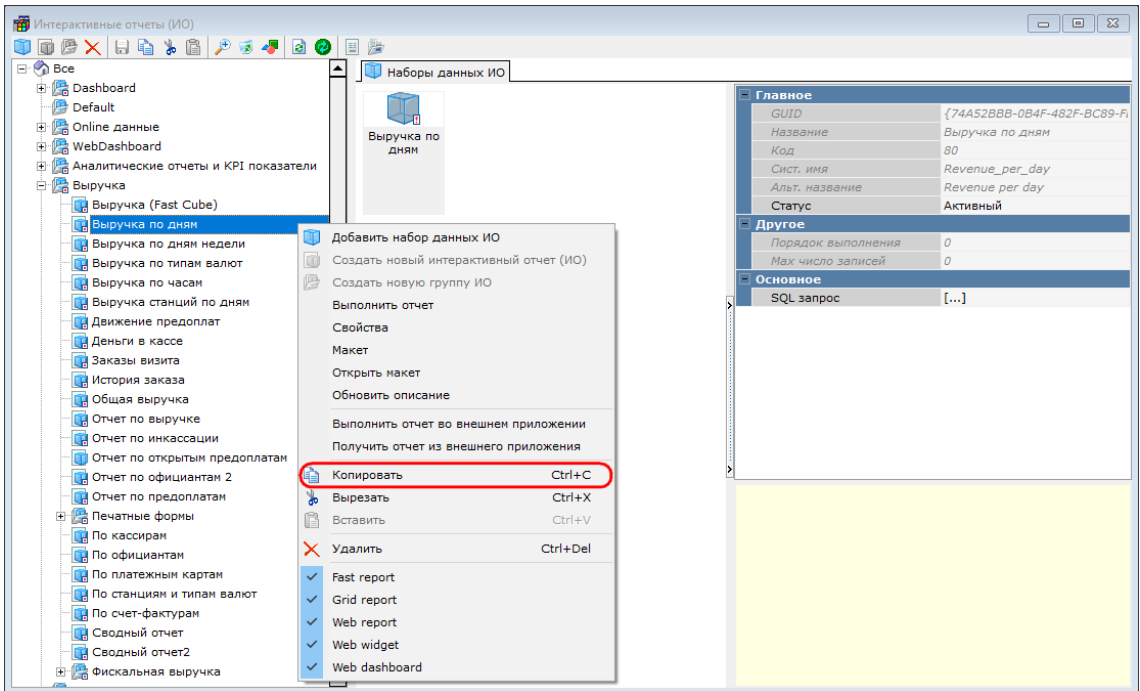 Интерактивные отчеты (ИО)
Все
Dashboard
Default
Online данные
WebDashboard
Аналитические отчеты и KPI показатели
Выручка
Выручка (Fast Cube)
Выручка по дням
Выручка по дням недели
Выручка по типам валют
Выручка по часам
Выручка станций по дням
Движение предоплат
Деньги в кассе
Заказы визита
История заказа
Общая выручка
Отчет по выручке
Отчет по инкассации
Отчет по открытым предоплатам
Отчет по официантам 2
Отчет по предоплатам
Печатные формы
По кассирам
По официантам
По платежным картам
По станциям и типам валют
По счет-фактурам
Сводный отчет
Сводный отчет2
Фискальная выручка
Наборы данных ИО
Выручка по
дням
Добавить набор данных ИО
Создать новый интерактивный отчет (ИО)
Создать новую группу ИО
Выполнить отчет
Свойства
Макет
Открыть макет
Обновить описание
Выполнить отчет во внешнем приложении
Получить отчет из внешнего приложения
Копировать Ctrl+C
Вырезать Ctrl+X
Вставить Ctrl+V
Удалить Ctrl+Del
Fast report
Grid report
Web report
Web widget
Web dashboard
Главное
GUID {74A52BBB-0B4F-482F-BC89-
Название Выручка по дням
Код 80
Сист. имя Revenue_per_day
Альт. название Revenue per day
Статус Активный
Другое
Порядок выполнения 0
Max число записей 0
Основное
SQL запрос [...]